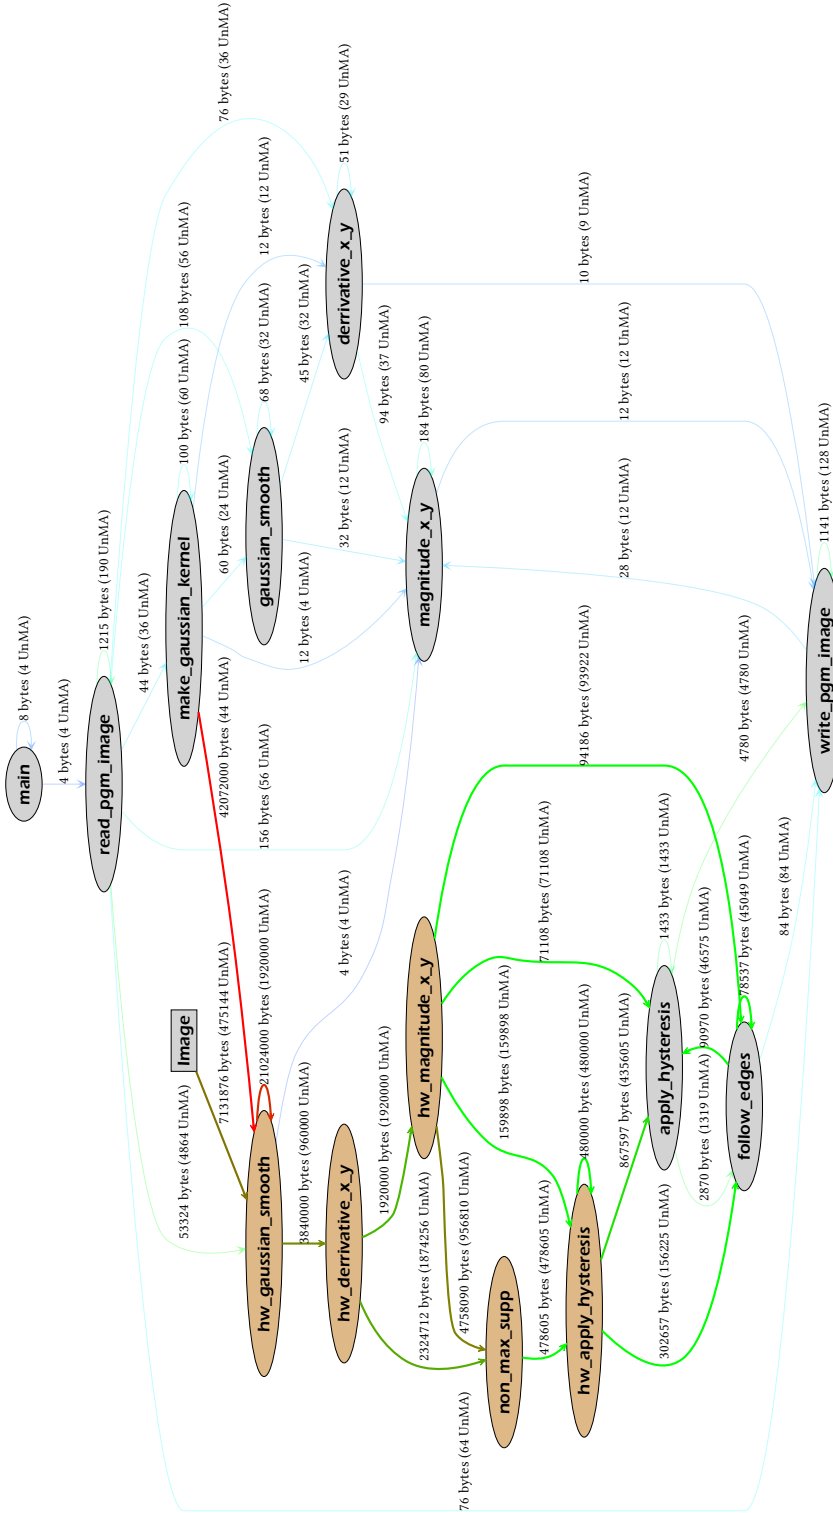 main
8 bytes (4 UnMA)
4 bytes (4 UnMA)
read_pgm_image
1215 bytes (190 UnMA)
76 bytes (36 UnMA)
108 bytes (56 UnMA)
44 bytes (36 UnMA)
53324 bytes (4864 UnMA)
make_gaussian_kernel
100 bytes (60 UnMA)
Image
7131876 bytes (475144 UnMA)
42072000 bytes (44 UnMA)
60 bytes (24 UnMA)
12 bytes (12 UnMA)
hw_gaussian_smooth
21024000 bytes (1920000 UnMA)
156 bytes (56 UnMA)
gaussian_smooth
68 bytes (32 UnMA)
3840000 bytes (960000 UnMA)
12 bytes (4 UnMA)
45 bytes (32 UnMA)
hw_derrivative_x_y
4 bytes (4 UnMA)
32 bytes (12 UnMA)
derrivative_x_y
51 bytes (29 UnMA)
1920000 bytes (1920000 UnMA)
94 bytes (37 UnMA)
2324712 bytes (1874256 UnMA)
hw_magnitude_x_y
magnitude_x_y
184 bytes (80 UnMA)
4758090 bytes (956810 UnMA)
non_max_supp
159898 bytes (159898 UnMA)
71108 bytes (71108 UnMA)
478605 bytes (478605 UnMA)
hw_apply_hysteresis
480000 bytes (480000 UnMA)
94186 bytes (93922 UnMA)
10 bytes (9 UnMA)
867597 bytes (435605 UnMA)
28 bytes (12 UnMA)
12 bytes (12 UnMA)
302657 bytes (156225 UnMA)
apply_hysteresis
1433 bytes (1433 UnMA)
2870 bytes (1319 UnMA)
90970 bytes (46575 UnMA)
follow_edges
78537 bytes (45049 UnMA)
4780 bytes (4780 UnMA)
84 bytes (84 UnMA)
76 bytes (64 UnMA)
write_pgm_image
1141 bytes (128 UnMA)